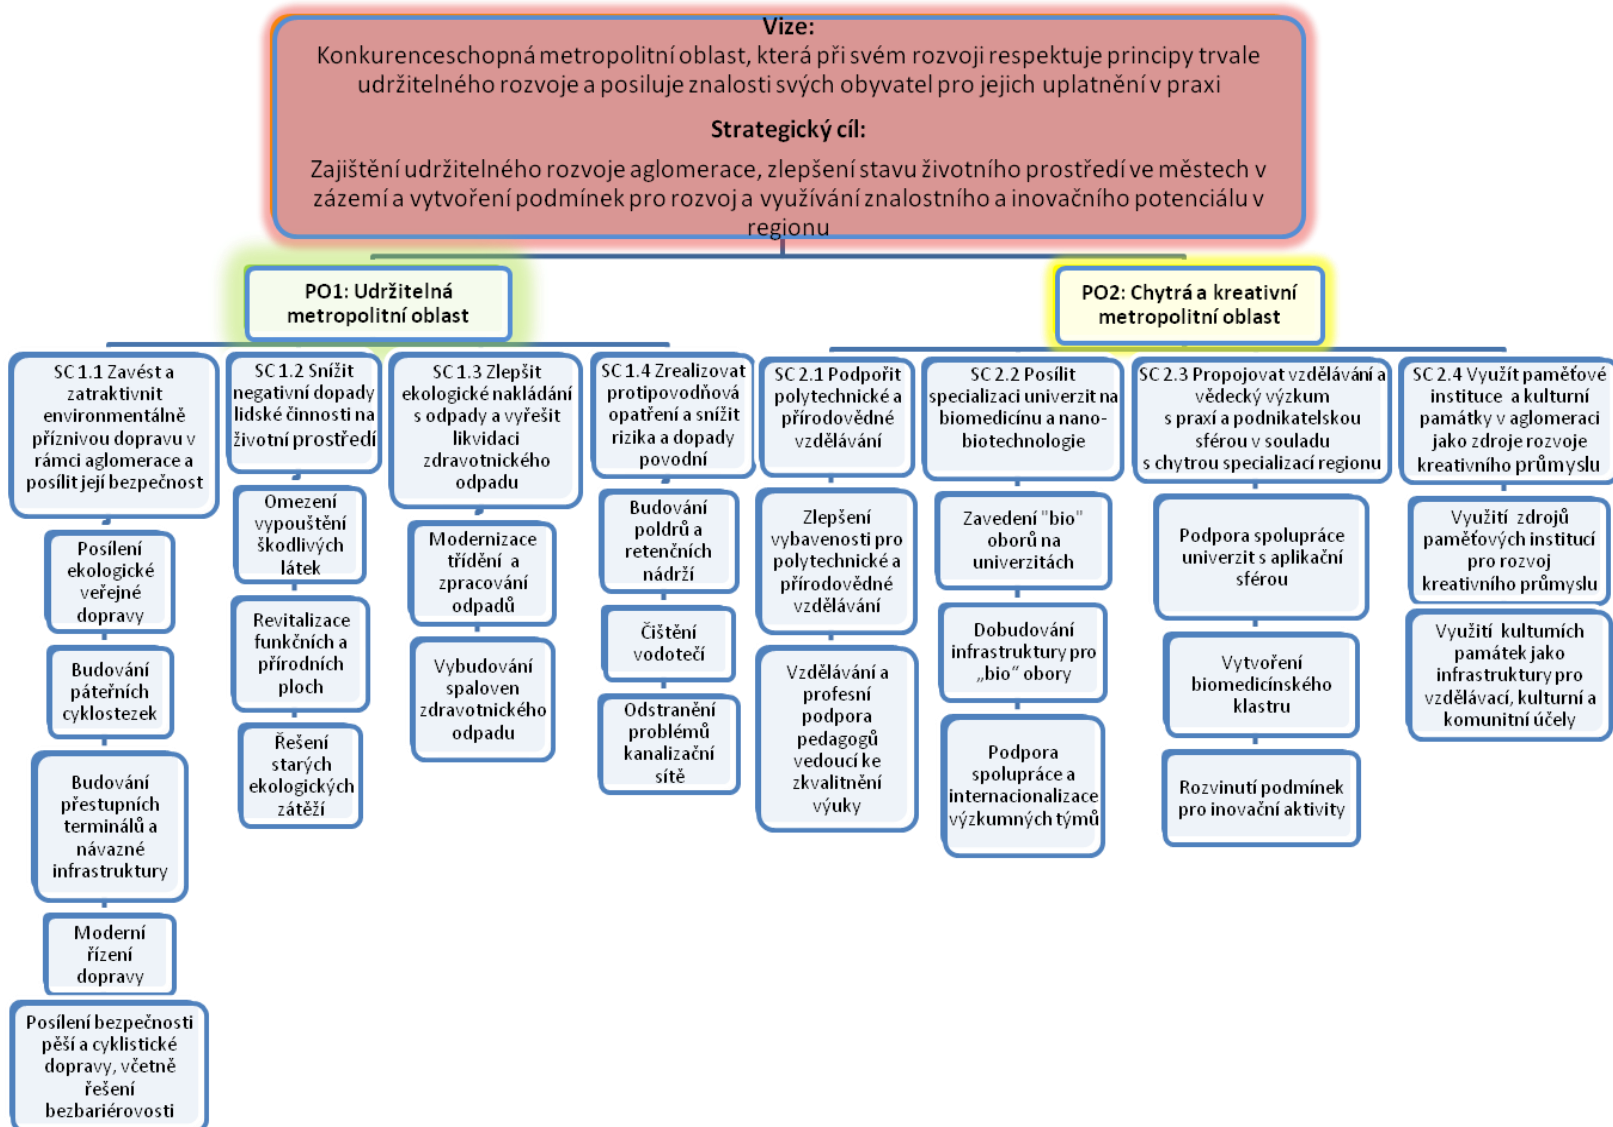 Vize:
Konkurenceschopná metropolitní oblast, která při svém rozvoji respektuje principy trvale
udržitelného rozvoje a posiluje znalosti svých obyvatel pro jejich uplatnění v praxi
Strategický cíl:
Zajištění udržitelného rozvoje aglomerace, zlepšení stavu životního prostředí ve městech v
zázemí a vytvoření podmínek pro rozvoj a využívání znalostního a inovačního potenciálu v
regionu
PO1: Udržitelná
metropolitní oblast
PO2: Chytrá a kreativní
metropolitní oblast
SC 1.1 Zavést a
zatraktivnit
environmentálně
příznivou dopravu v
rámci aglomerace a
posílit její bezpečnost
Posílení
ekologické
veřejné
dopravy
Budování
páteřních
cyklostezek
Budování
přestupních
terminálů a
návazné
infrastruktury
Moderní
řízení
dopravy
Posílení bezpečnosti
pěší a cyklistické
dopravy, včetně
řešení
bezbariérovosti
SC 1.2 Snížit
negativní dopady
lidské činnosti na
životní prostředí
Omezení
vypouštění
škodlivých
látek
Revitalizace
funkčních a
přírodních
ploch
Řešení
starých
ekologických
zátěží
SC 1.3 Zlepšit
ekologické nakládání
s odpady a vyřešit
likvidaci
zdravotnického
odpadu
Modernizace
třídění a
zpracování
odpadů
Vybudování
spaloven
zdravotnického
odpadu
SC 1.4 Zrealizovat
protipovodňová
opatření a snížit
rizika a dopady
povodní
Budování
poldrů a
retenčních
nádrží
Čištění
vodotečí
Odstranění
problémů
kanalizační
sítě
SC 2.1 Podpořit
polytechnické a
přírodovědné
vzdělávání
Zlepšení
vybavenosti pro
polytechnické a
přírodovědné
vzdělávání
Vzdělávání a
profesní
podpora
pedagogů
vedoucí ke
zkvalitnění
výuky
SC 2.2 Posílit
specializaci univerzit na
biomedicínu a nano-
biotechnologie
Zavedení "bio"
oborů na
univerzitách
Dobudování
infrastruktury pro
„bio“ obory
Podpora
spolupráce a
internacionalizace
výzkumných týmů
SC 2.3 Propojovat vzdělávání a
vědecký výzkum
s praxí a podnikatelskou
sférou v souladu
s chytrou specializací regionu
Podpora spolupráce
univerzit s aplikační
sférou
Vytvoření
biomedicínského
klastru
Rozvinutí podmínek
pro inovační aktivity
SC 2.4 Využít paměťové
instituce a kulturní
památky v aglomeraci
jako zdroje rozvoje
kreativního průmyslu
Využití zdrojů
paměťových institucí
pro rozvoj
kreativního průmyslu
Využití kulturních
památek jako
infrastruktury pro
vzdělávací, kulturní a
komunitní účely